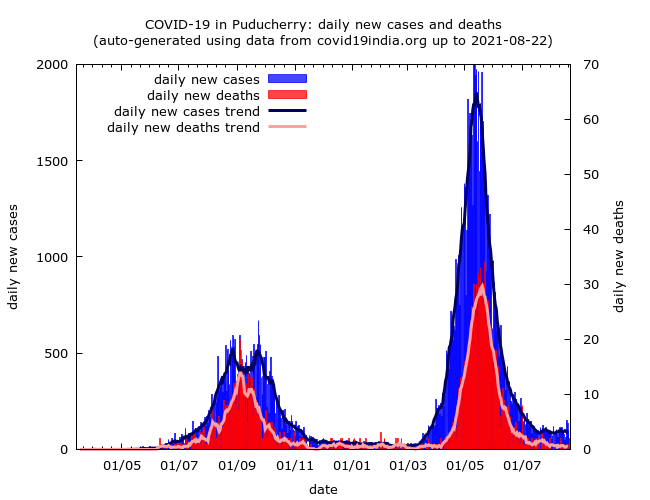 COVID-19 in Puducherry: daily new cases and deaths
(auto-generated using data from covid19india.org up to 2021-08-22)
daily new cases
daily new deaths
daily new cases trend
daily new deaths trend
2000
1500
1000
500
0
70
60
50
40
30
20
10
0
daily new cases
daily new deaths
01/05 01/07 01/09 01/11 01/01 01/03 01/05 01/07
date